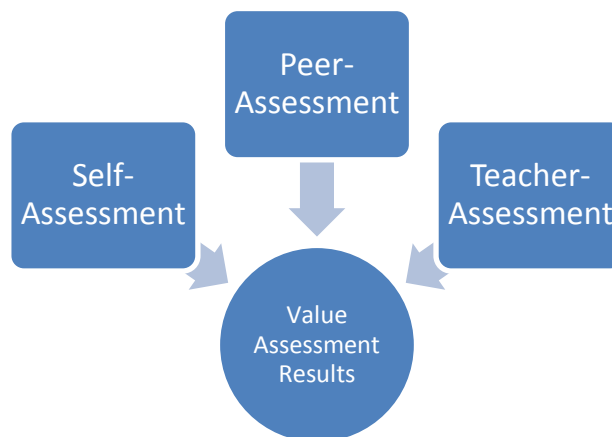 Peer-
Assessment
Self-
Assessment
Teacher-
Assessment
Value
Assessment
Results